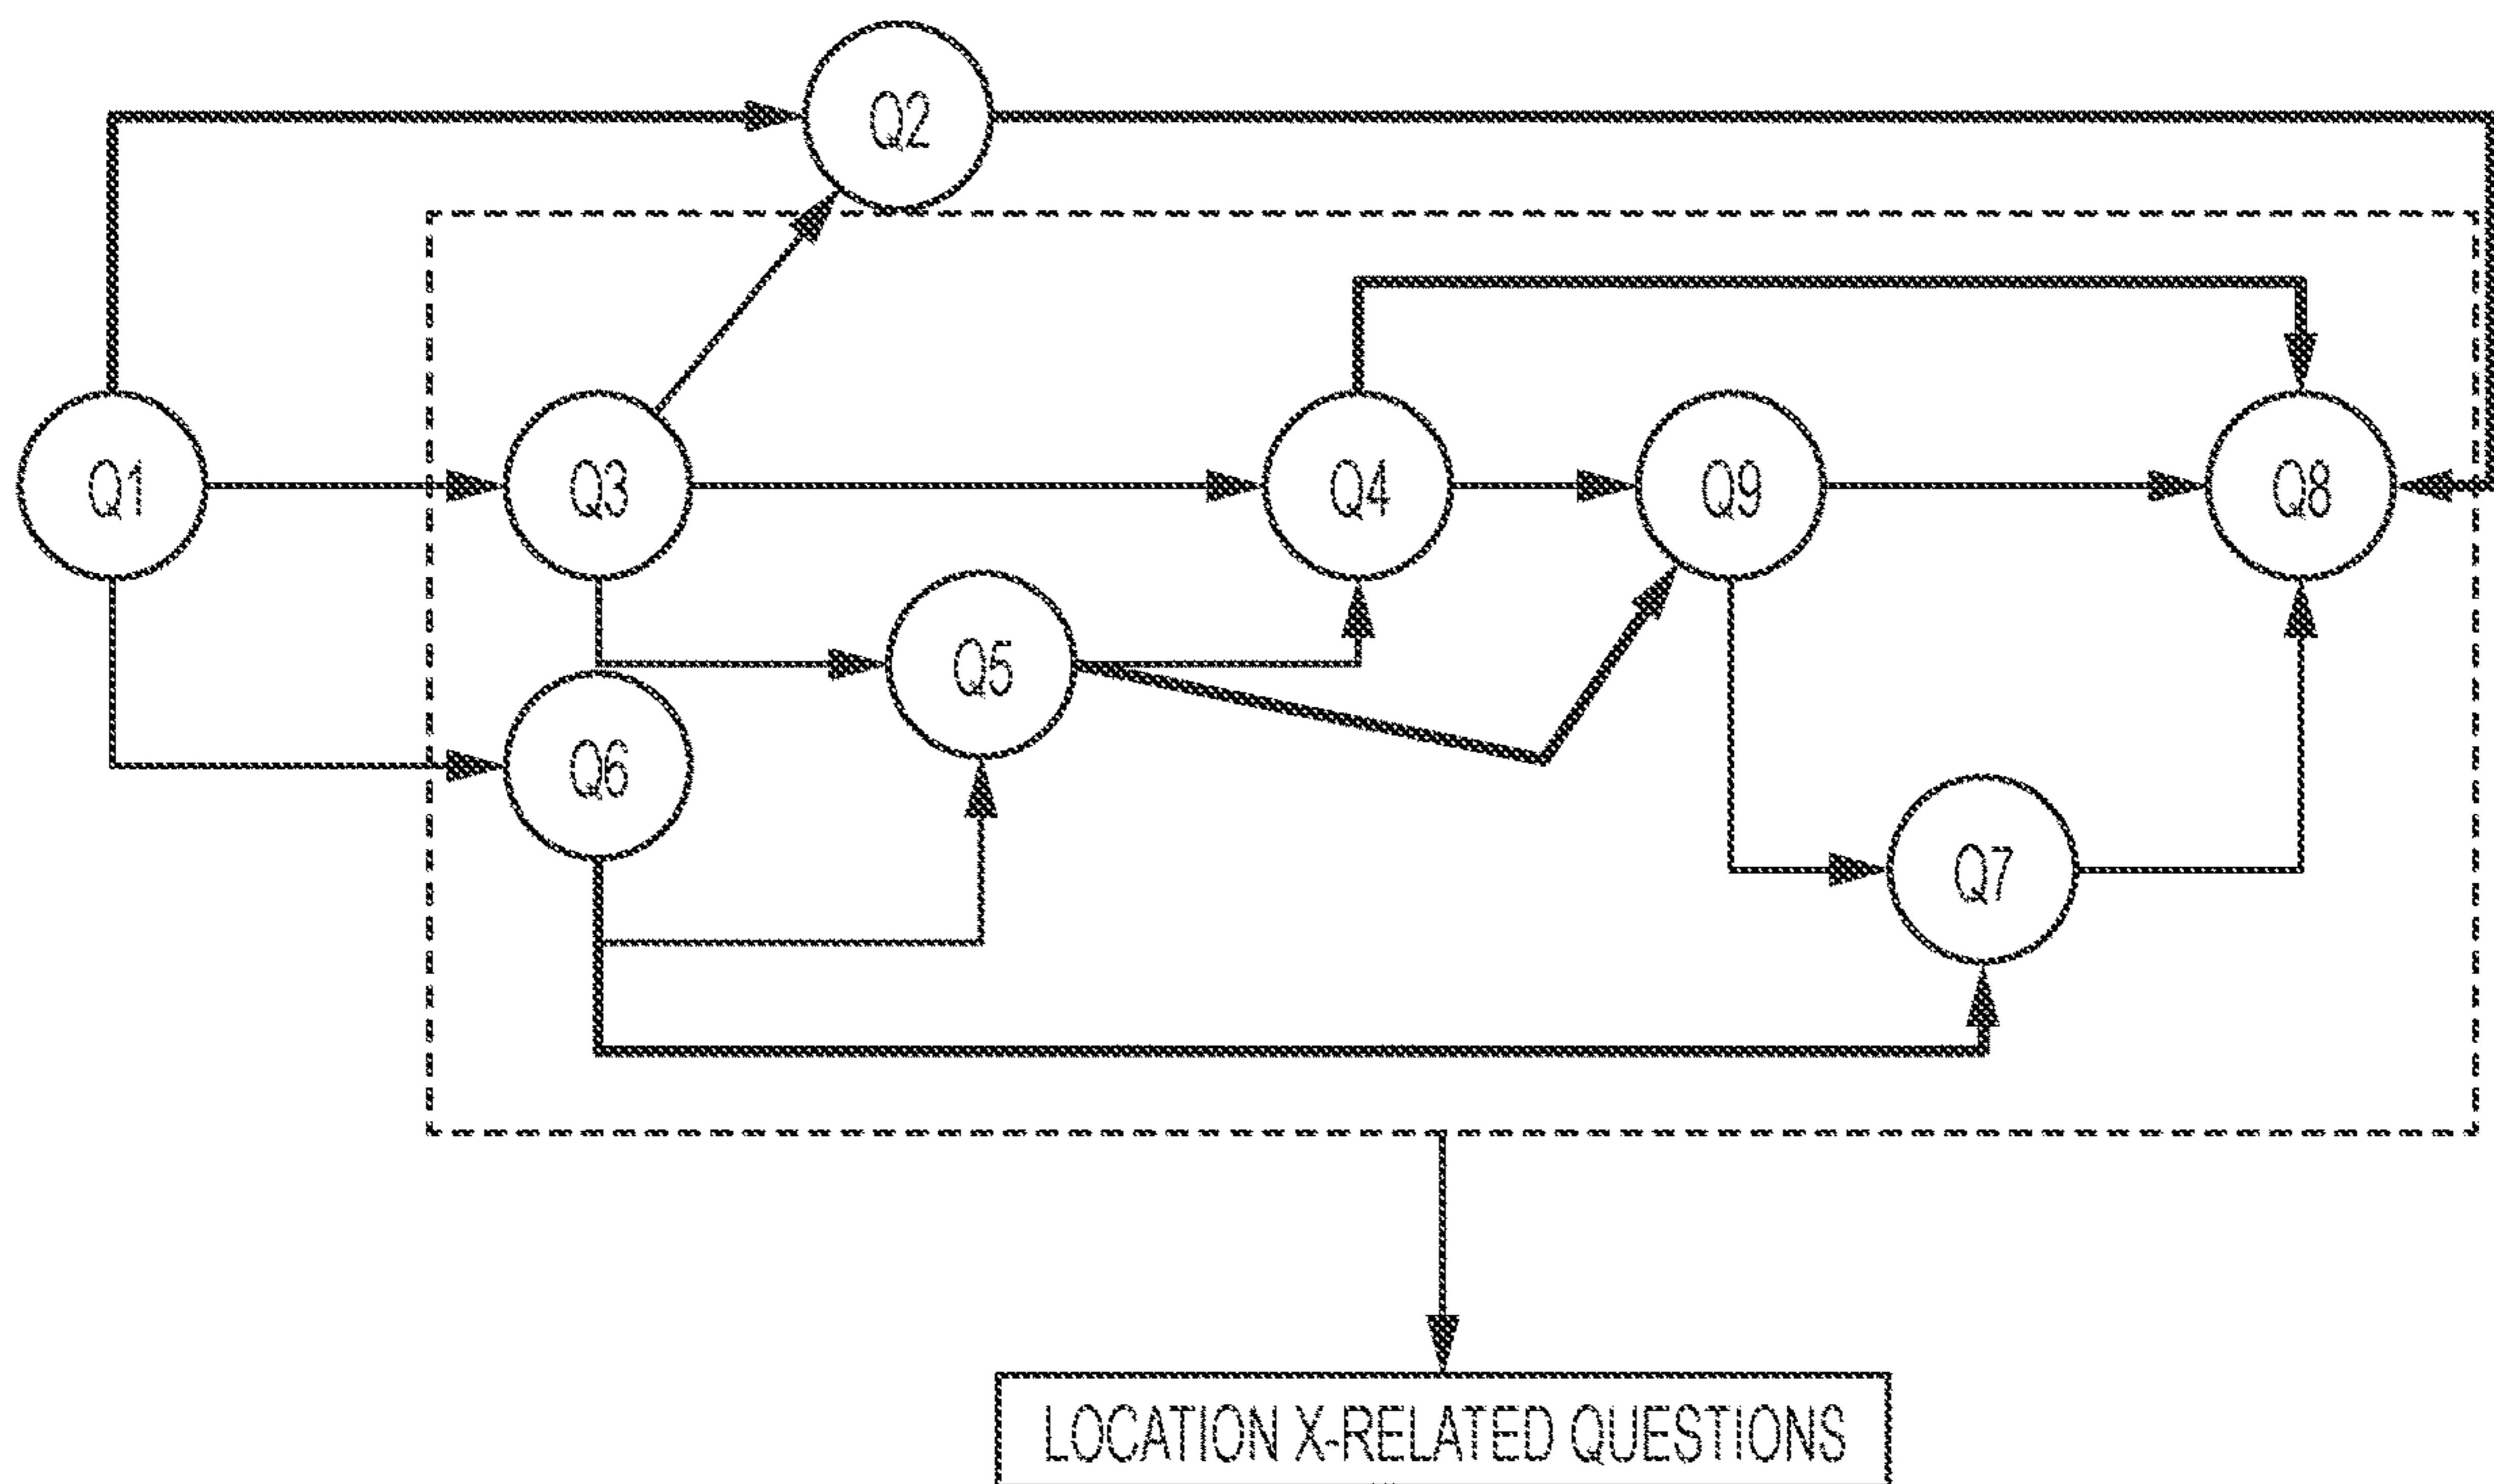 Q2
Q1
Q3
Q4
Q9
Q8
Q5
Q6
Q7
LOCATION X-RELATED QUESTIONS